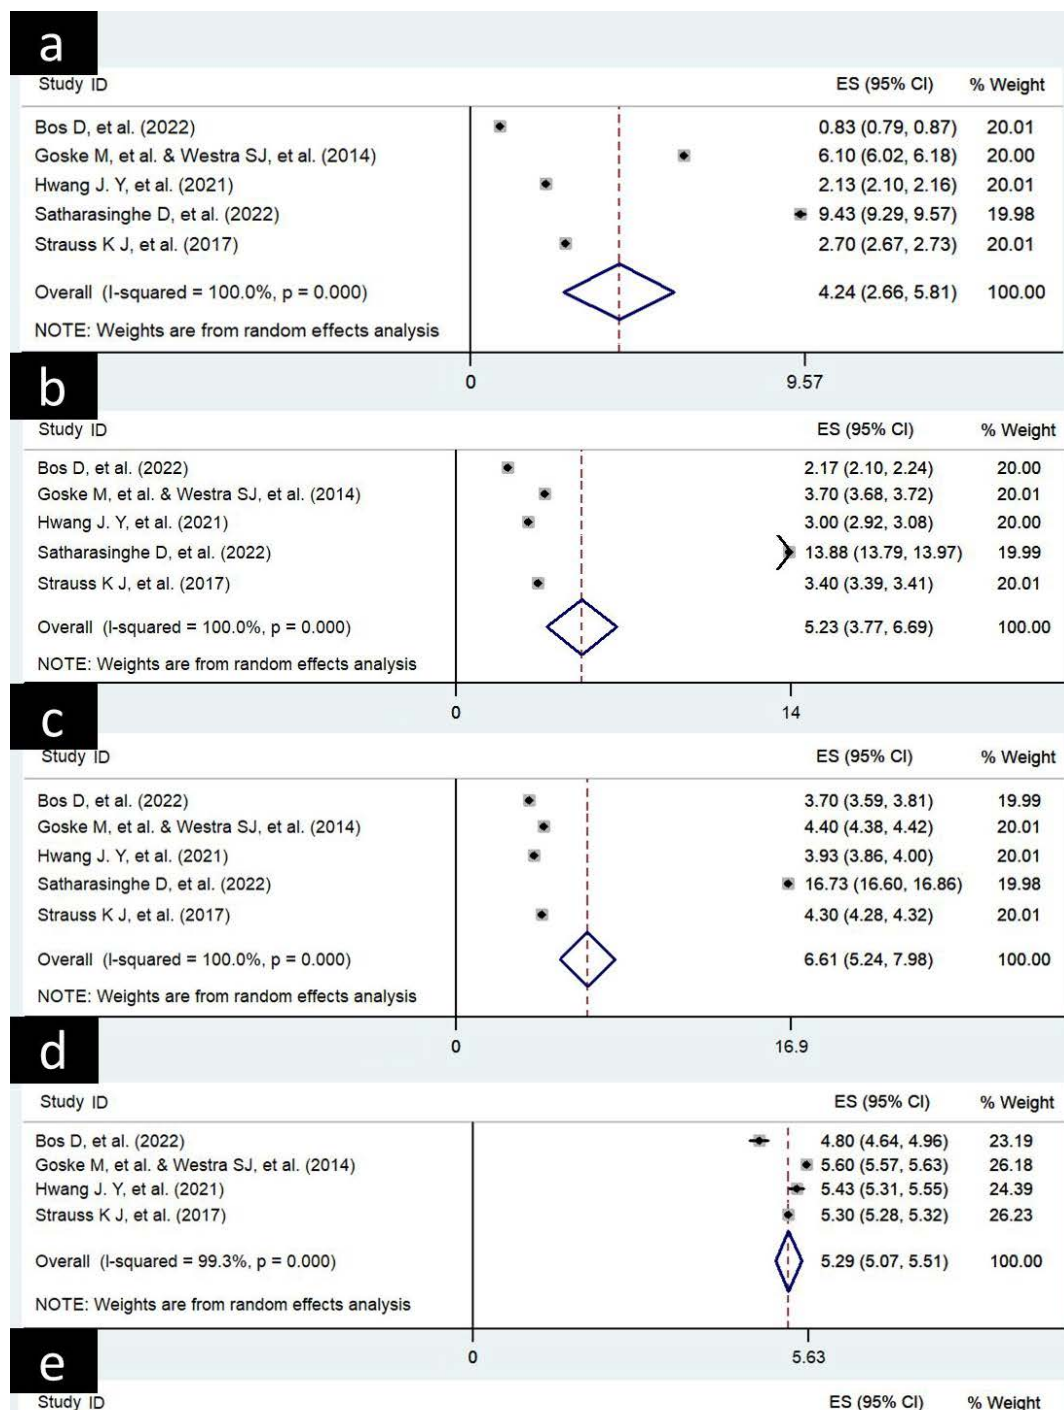 a
Study ID ES (95% CI) % Weight
Bos D, et al. (2022) 0.83 (0.79, 0.87) 20.01
Goske M, et al. & Westra SJ, et al. (2014) 6.10 (6.02, 6.18) 20.00
Hwang J. Y, et al. (2021) 2.13 (2.10, 2.16) 20.01
Satharasinghe D, et al. (2022) 9.43 (9.29, 9.57) 19.98
Strauss K J, et al. (2017) 2.70 (2.67, 2.73) 20.01
Overall (I-squared = 100.0%, p = 0.000) 4.24 (2.66, 5.81) 100.00
NOTE: Weights are from random effects analysis
0 9.57
b
Study ID ES (95% CI) % Weight
Bos D, et al. (2022) 2.17 (2.10, 2.24) 20.00
Goske M, et al. & Westra SJ, et al. (2014) 3.70 (3.68, 3.72) 20.01
Hwang J. Y, et al. (2021) 3.00 (2.92, 3.08) 20.00
Satharasinghe D, et al. (2022) 13.88 (13.79, 13.97) 19.99
Strauss K J, et al. (2017) 3.40 (3.39, 3.41) 20.01
Overall (I-squared = 100.0%, p = 0.000) 5.23 (3.77, 6.69) 100.00
NOTE: Weights are from random effects analysis
0 14
c
Study ID ES (95% CI) % Weight
Bos D, et al. (2022) 3.70 (3.59, 3.81) 19.99
Goske M, et al. & Westra SJ, et al. (2014) 4.40 (4.38, 4.42) 20.01
Hwang J. Y, et al. (2021) 3.93 (3.86, 4.00) 20.01
Satharasinghe D, et al. (2022) 16.73 (16.60, 16.86) 19.98
Strauss K J, et al. (2017) 4.30 (4.28, 4.32) 20.01
Overall (I-squared = 100.0%, p = 0.000) 6.61 (5.24, 7.98) 100.00
NOTE: Weights are from random effects analysis
0 16.9
d
Study ID ES (95% CI) % Weight
Bos D, et al. (2022) 4.80 (4.64, 4.96) 23.19
Goske M, et al. & Westra SJ, et al. (2014) 5.60 (5.57, 5.63) 26.18
Hwang J. Y, et al. (2021) 5.43 (5.31, 5.55) 24.39
Strauss K J, et al. (2017) 5.30 (5.28, 5.32) 26.23
Overall (I-squared = 99.3%, p = 0.000) 5.29 (5.07, 5.51) 100.00
NOTE: Weights are from random effects analysis
0 5.63
e
Study ID ES (95% CI) % Weight